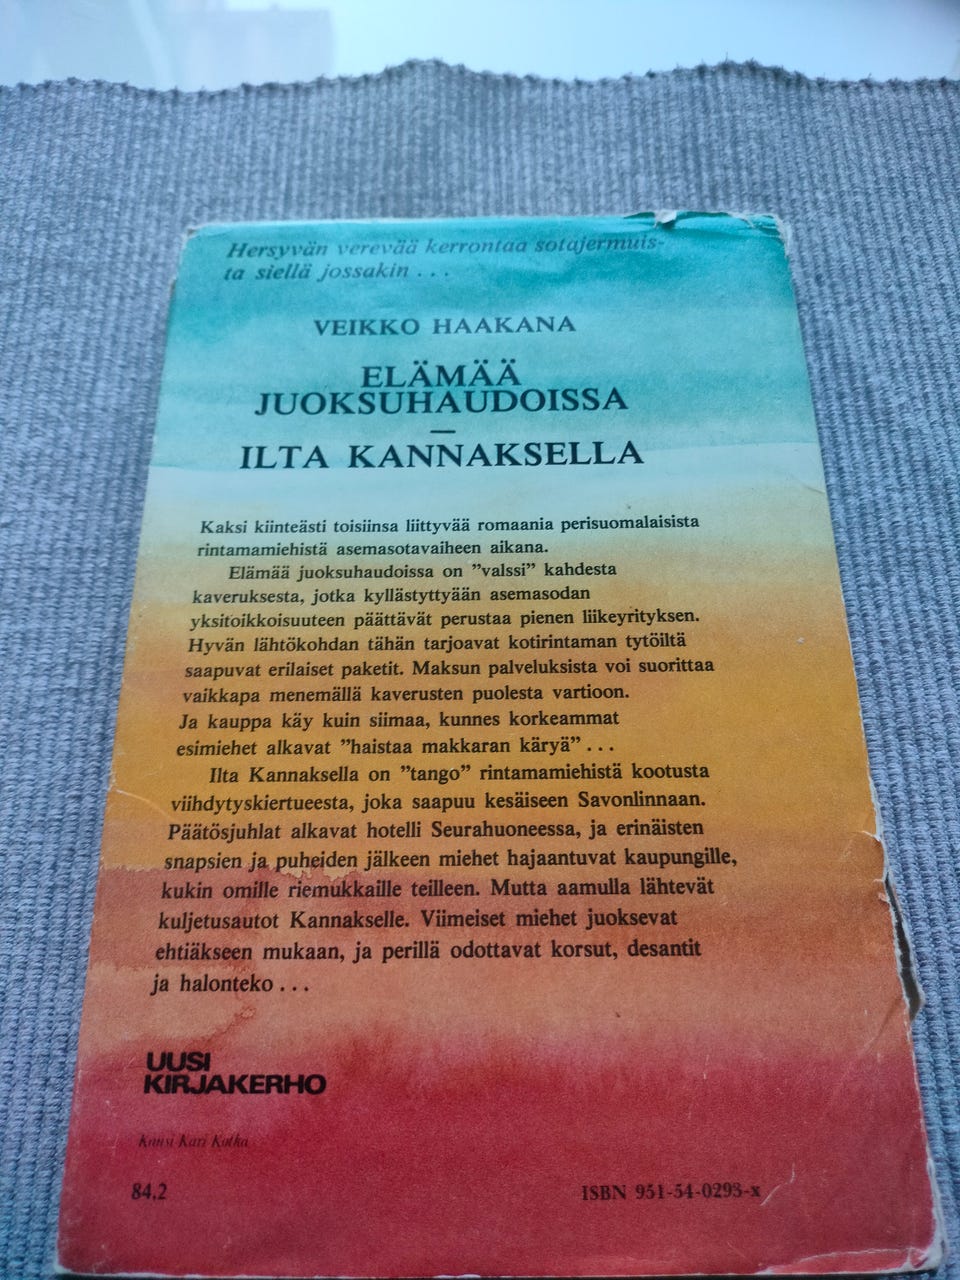 Hersyvän verevää kerrontaa sotajermuis-
ta siellä jossakin . . .
VEIKKO HAAKANA
ELÄMÄÄ
JUOKSUHAUDOISSA
—
ILTA KANNAKSELLA
Kaksi kiinteästi toisiinsa liittyvää romaania perisuomalaisista
rintamamiehistä asemasotavaiheen aikana.
Elämää juoksuhaudoissa on ”valssi” kahdesta
kaveruksesta, jotka kyllästyttyään asemasodan
yksitoikkoisuuteen päättävät perustaa pienen liikeyrityksen.
Hyvän lähtökohdan tähän tarjoavat kotirintaman tytöiltä
saapuvat erilaiset paketit. Maksun palveluksista voi suorittaa
vaikkapa menemällä kaverusten puolesta vartioon.
Ja kauppa käy kuin siimaa, kunnes korkeammat
esimiehet alkavat ”haistaa makkaran käryä” . . .
Ilta Kannaksella on ”tango” rintamamiehistä kootusta
viihdytyskiertueesta, joka saapuu kesäiseen Savonlinnaan.
Päätösjuhlat alkavat hotelli Seurahuoneessa, ja erinäisten
snapsien ja puheiden jälkeen miehet hajaantuvat kaupungille,
kukin omille riemukkaille teilleen. Mutta aamulla lähtevät
kuljetusautot Kannakselle. Viimeiset miehet juoksevat
ehtiäkseen mukaan, ja perillä odottavat korsut, desantit
ja halonteko . . .
UUSI
KIRJAKERHO
Kansi Kari Kotka
84.2 ISBN 951-54-0293-x